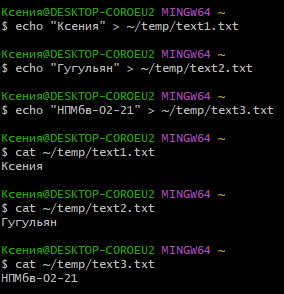 Ксения@DESKTOP-COROEU2 MINGW64 ~
$ echo "Ксения" > ~/temp/text1.txt
Ксения@DESKTOP-COROEU2 MINGW64 ~
$ echo "Гугульян" > ~/temp/text2.txt
Ксения@DESKTOP-COROEU2 MINGW64 ~
$ echo "НПМбв-02-21" > ~/temp/text3.txt
Ксения@DESKTOP-COROEU2 MINGW64 ~
$ cat ~/temp/text1.txt
Ксения
Ксения@DESKTOP-COROEU2 MINGW64 ~
$ cat ~/temp/text2.txt
Гугульян
Ксения@DESKTOP-COROEU2 MINGW64 ~
$ cat ~/temp/text3.txt
НПМбв-02-21